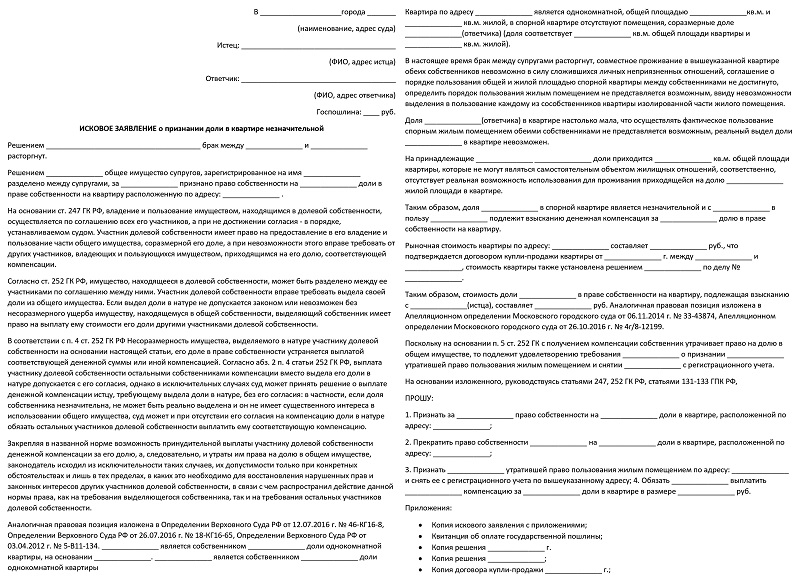 В ____________________города _______
(наименование, адрес суда)
Истец: ______________________________________
(ФИО, адрес истца)
Ответчик: ______________________________________
(ФИО, адрес ответчика)
Госпошлина: ____ руб.
ИСКОВОЕ ЗАЯВЛЕНИЕ о признании доли в квартире незначительной
Решением _______________________________ брак между _____________ и ______________
расторгнут.
Решением ______________ общее имущество супругов, зарегистрированное на имя ______________
разделено между супругами, за ______________ признано право собственности на ______________ доли в
праве собственности на квартиру расположенную по адресу: ______________ .
На основании ст. 247 ГК РФ, владение и пользование имуществом, находящимся в долевой собственности,
осуществляется по соглашению всех его участников, а при не достижении согласия - в порядке,
устанавливаемом судом. Участник долевой собственности имеет право на предоставление в его владение и
пользование части общего имущества, соразмерной его доле, а при невозможности этого вправе требовать от
других участников, владеющих и пользующихся имуществом, приходящимся на его долю, соответствующей
компенсации.
Согласно ст. 252 ГК РФ, имущество, находящееся в долевой собственности, может быть разделено между ее
участниками по соглашению между ними. Участник долевой собственности вправе требовать выдела своей
доли из общего имущества. Если выдел доли в натуре не допускается законом или невозможен без
несоразмерного ущерба имуществу, находящемуся в общей собственности, выделяющий собственник имеет
право на выплату ему стоимости его доли другими участниками долевой собственности.
В соответствии с п. 4 ст. 252 ГК РФ Несоразмерность имущества, выделяемого в натуре участнику долевой
собственности на основании настоящей статьи, его доле в праве собственности устраняется выплатой
соответствующей денежной суммы или иной компенсацией. Согласно абз. 2 п. 4 статьи 252 ГК РФ, выплата
участнику долевой собственности остальными собственниками компенсации вместо выдела его доли в
натуре допускается с его согласия, однако в исключительных случаях суд может принять решение о выплате
денежной компенсации истцу, требующему выдела доли в натуре, без его согласия: в частности, если доля
собственника незначительна, не может быть реально выделена и он не имеет существенного интереса в
использовании общего имущества, суд может и при отсутствии его согласия на компенсацию доли в натуре
обязать остальных участников долевой собственности выплатить ему соответствующую компенсацию.
Закрепляя в названной норме возможность принудительной выплаты участнику долевой собственности
денежной компенсации за его долю, а, следовательно, и утраты им права на долю в общем имуществе,
законодатель исходил из исключительности таких случаев, их допустимости только при конкретных
обстоятельствах и лишь в тех пределах, в каких это необходимо для восстановления нарушенных прав и
законных интересов других участников долевой собственности, в связи с чем распространил действие данной
нормы права, как на требования выделяющегося собственника, так и на требования остальных участников
долевой собственности.
Аналогичная правовая позиция изложена в Определении Верховного Суда РФ от 12.07.2016 г. № 46-КГ16-8,
Определении Верховного Суда РФ от 26.07.2016 г. № 18-КГ16-65, Определении Верховного Суда РФ от
03.04.2012 г. № 5-В11-134. ______________ является собственником ______________ доли однокомнатной
квартиры, на основании ______________. ______________ является собственником ______________ доли
однокомнатной квартиры
Квартира по адресу ______________ является однокомнатной, общей площадью ______________кв.м. и
______________ кв.м. жилой, в спорной квартире отсутствуют помещения, соразмерные доле
______________(ответчика) (доля соответствует ______________ кв.м. общей площади квартиры и
______________ кв.м. жилой).
В настоящее время брак между супругами расторгнут, совместное проживание в вышеуказанной квартире
обеих собственников невозможно в силу сложившихся личных неприязненных отношений, соглашение о
порядке пользования общей и жилой площадью спорной квартиры между собственниками не достигнуто,
определить порядок пользования жилым помещением не представляется возможным, ввиду невозможности
выделения в пользование каждому из сособственников квартиры изолированной части жилого помещения.
Доля ______________(ответчика) в квартире настолько мала, что осуществлять фактическое пользование
спорным жилым помещением обеими собственниками не представляется возможным, реальный выдел доли
______________ в квартире невозможен.
На принадлежащие ______________ ______________ доли приходится ______________ кв.м. общей площади
квартиры, которые не могут являться самостоятельным объектом жилищных отношений, соответственно,
отсутствует реальная возможность использования для проживания приходящейся на долю ______________
жилой площади в квартире.
Таким образом, доля ______________ в спорной квартире является незначительной и с ______________ в
пользу ______________ подлежит взысканию денежная компенсация за ______________ долю в праве
собственности на квартиру.
Рыночная стоимость квартиры по адресу: ______________ составляет ______________ руб., что
подтверждается договором купли-продажи квартиры от ______________ г. между ______________ и
______________, стоимость квартиры также установлена решением ______________ по делу №
______________.
Таким образом, стоимость доли ______________ в праве собственности на квартиру, подлежащая взысканию
с ______________(истца), составляет ______________ руб. Аналогичная правовая позиция изложена в
Апелляционном определении Московского городского суда от 06.11.2014 г. № 33-43874, Апелляционном
определении Московского городского суда от 26.10.2016 г. № 4г/8-12199.
Поскольку на основании п. 5 ст. 252 ГК с получением компенсации собственник утрачивает право на долю в
общем имуществе, то подлежит удовлетворению требования ______________ о признании ______________
утратившей право пользования жилым помещением и снятии ______________ с регистрационного учета.
На основании изложенного, руководствуясь статьями 247, 252 ГК РФ, статьями 131-133 ГПК РФ,
ПРОШУ:
1. Признать за ______________ право собственности на ______________ доли в квартире, расположенной по
адресу: ______________;
2. Прекратить право собственности ______________ на ______________ доли в квартире, расположенной по
адресу: ______________;
3. Признать ______________ утратившей право пользования жилым помещением по адресу: ______________
и снять ее с регистрационного учета по вышеуказанному адресу; 4. Обязать ______________ выплатить
______________ компенсацию за ______________ доли в квартире в размере ______________ руб.
Приложения:
• Копия искового заявления с приложениями;
• Квитанция об оплате государственной пошлины;
• Копия решения ______________ г.
• Копия решения ______________;
• Копия договора купли-продажи ______________ г.;